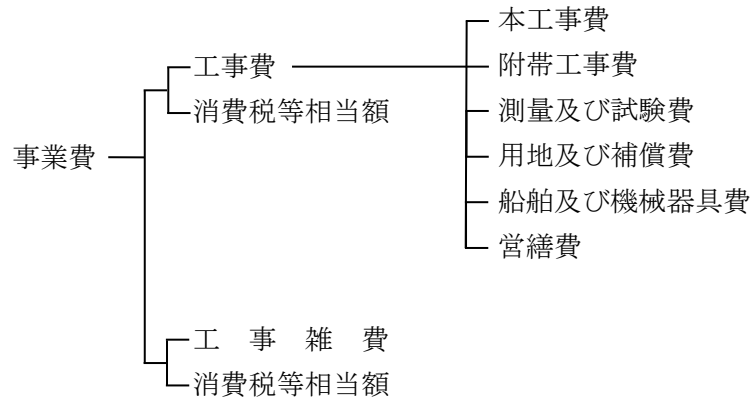 本工事費
工事費
附帯工事費
消費税等相当額
測量及び試験費
事業費
用地及び補償費
船舶及び機械器具費
営繕費
工　事　雑　費
消費税等相当額